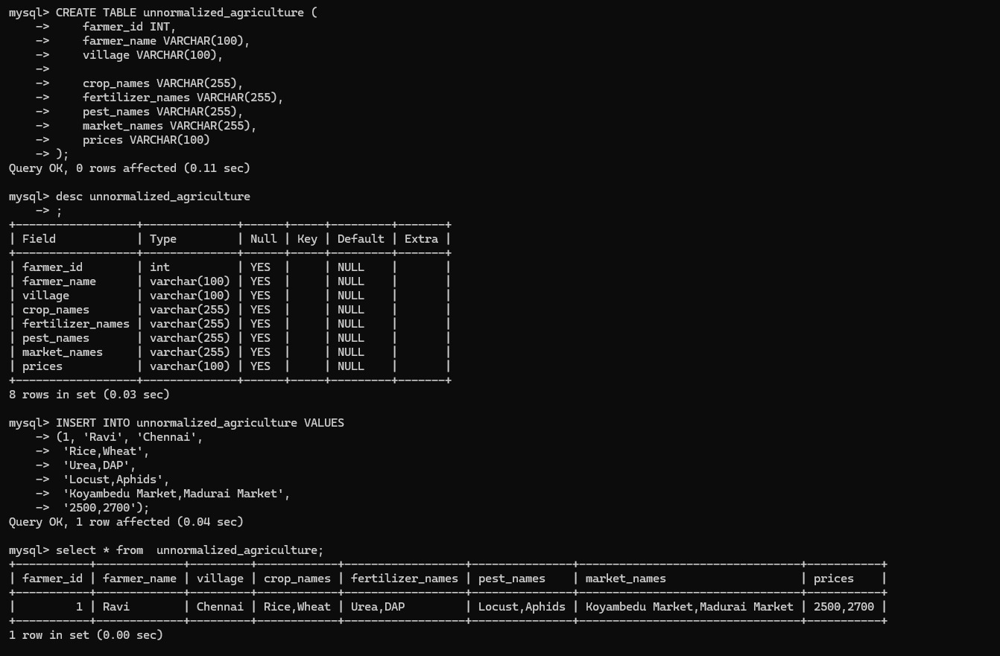 mysql> CREATE TABLE unnormalized_agriculture (
    ->     farmer_id INT,
    ->     farmer_name VARCHAR(100),
    ->     village VARCHAR(100),
    ->
    ->     crop_names VARCHAR(255),
    ->     fertilizer_names VARCHAR(255),
    ->     pest_names VARCHAR(255),
    ->     market_names VARCHAR(255),
    ->     prices VARCHAR(100)
    -> );
Query OK, 0 rows affected (0.11 sec)

mysql> desc unnormalized_agriculture
    -> ;
+------------------+--------------+------+-----+---------+-------+
| Field            | Type         | Null | Key | Default | Extra |
+------------------+--------------+------+-----+---------+-------+
| farmer_id        | int          | YES  |     | NULL    |       |
| farmer_name      | varchar(100) | YES  |     | NULL    |       |
| village          | varchar(100) | YES  |     | NULL    |       |
| crop_names       | varchar(255) | YES  |     | NULL    |       |
| fertilizer_names | varchar(255) | YES  |     | NULL    |       |
| pest_names       | varchar(255) | YES  |     | NULL    |       |
| market_names     | varchar(255) | YES  |     | NULL    |       |
| prices           | varchar(100) | YES  |     | NULL    |       |
+------------------+--------------+------+-----+---------+-------+
8 rows in set (0.03 sec)

mysql> INSERT INTO unnormalized_agriculture VALUES
    -> (1, 'Ravi', 'Chennai',
    ->  'Rice,Wheat',
    ->  'Urea,DAP',
    ->  'Locust,Aphids',
    ->  'Koyambedu Market,Madurai Market',
    ->  '2500,2700');
Query OK, 1 row affected (0.04 sec)

mysql> select * from  unnormalized_agriculture;
+-----------+-------------+---------+------------+------------------+---------------+---------------------------------+-----------+
| farmer_id | farmer_name | village | crop_names | fertilizer_names | pest_names    | market_names                    | prices    |
+-----------+-------------+---------+------------+------------------+---------------+---------------------------------+-----------+
|         1 | Ravi        | Chennai | Rice,Wheat | Urea,DAP         | Locust,Aphids | Koyambedu Market,Madurai Market | 2500,2700 |
+-----------+-------------+---------+------------+------------------+---------------+---------------------------------+-----------+
1 row in set (0.00 sec)